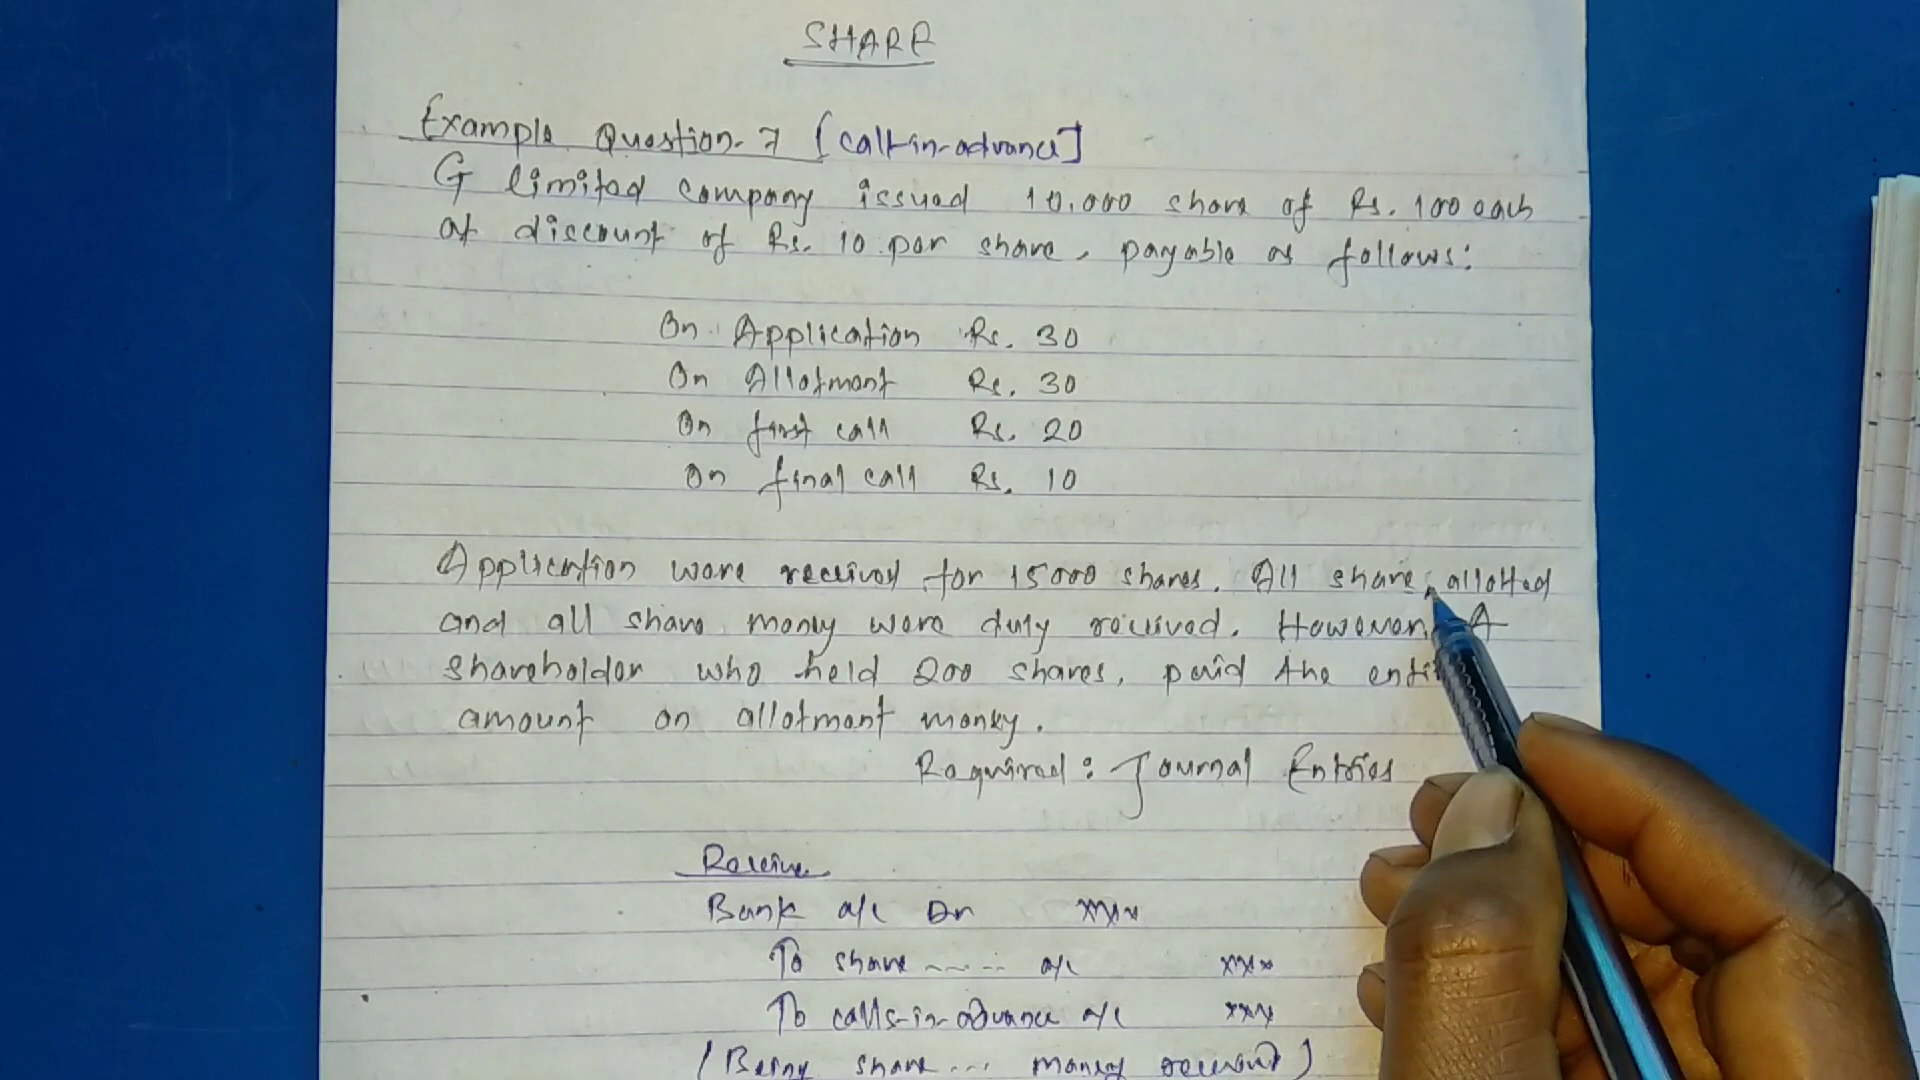 SHARE
Example Question-7 [Call-in-advance]
G limited company issued 10,000 share of Rs. 100 each
at discount of Rs. 10 per share, payable as follows:
On Application Rs. 30
On Allotment Rs. 30
On first call Rs. 20
On final call Rs. 10
Application were received for 15000 shares. All share allotted
and all share money were duly received. However, A
shareholder who held 200 shares, paid the enti
amount on allotment money.
Required: Journal Entries
Receive
Bank a/c Dr xxx
To share ----- a/c xxx
To calls-in-advance a/c xxx
(Being share ... money received)